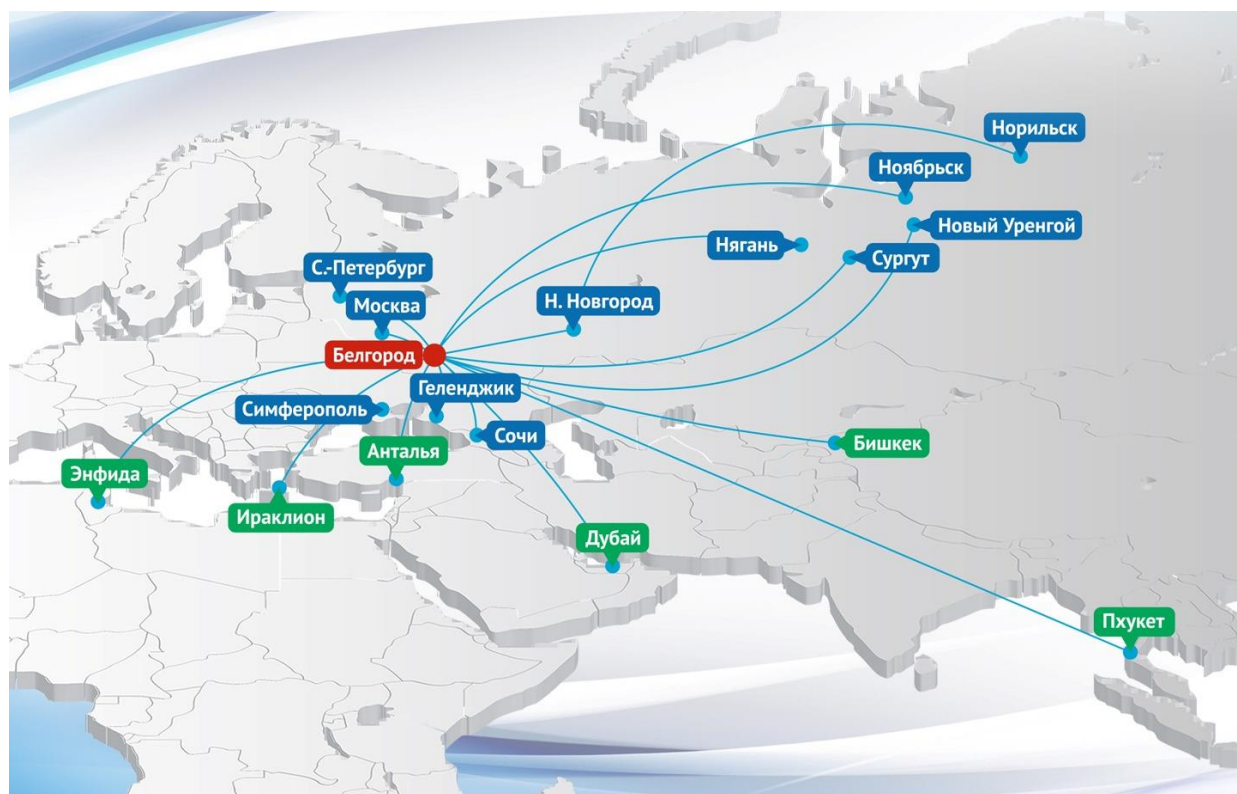 Норильск
Ноябрьск
Новый Уренгой
Нягань
Сургут
С.-Петербург
Н. Новгород
Москва
Белгород
Геленджик
Симферополь
Сочи
Анталья
Бишкек
Энфида
Ираклион
Дубай
Пхукет